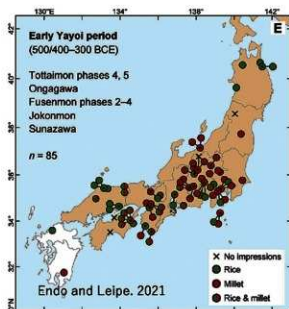 130°E
134°
138°
142°
E
Early Yayoi period
(500/400–300 BCE)
Tottaimon phases 4, 5
Ongagawa
Fusenmon phases 2–4
Jokonmon
Sunazawa
n = 85
40°
38°
36°
34°
32°
× No impressions
Rice
Millet
Rice & millet
Endo and Leipe. 2021